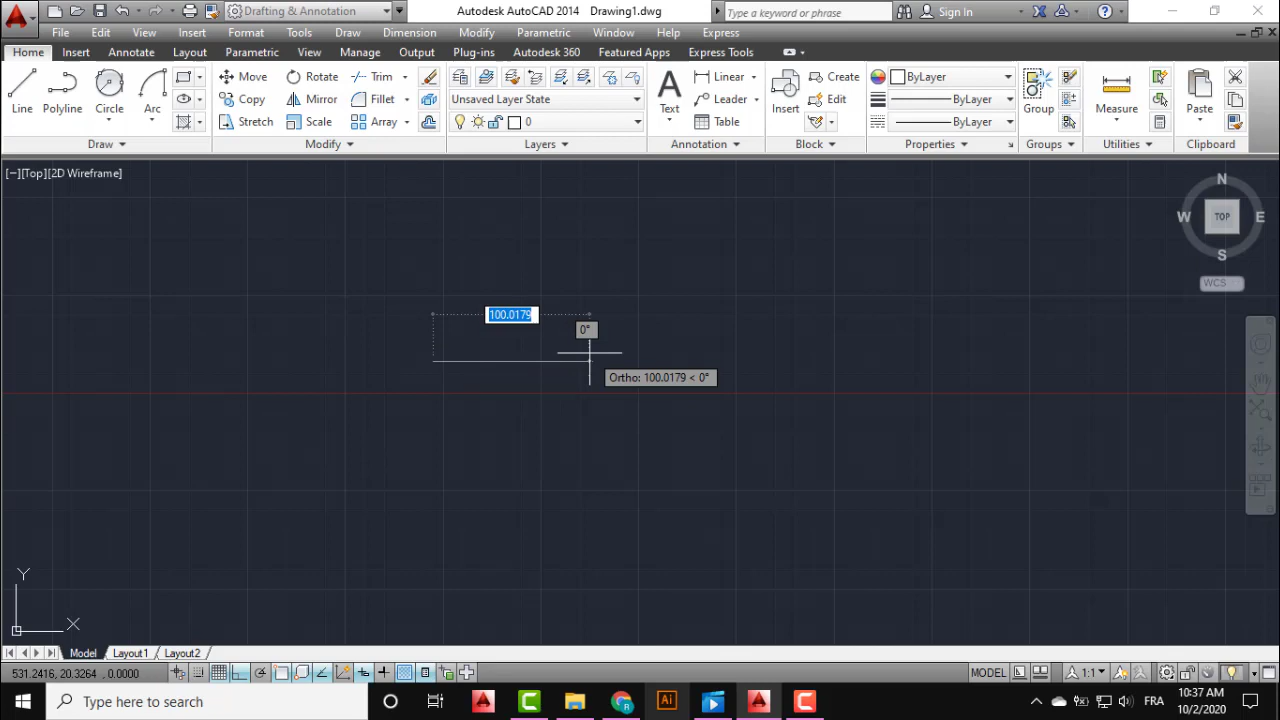 Drafting & Annotation
Autodesk AutoCAD 2014 Drawing1.dwg
Type a keyword or phrase
Sign In
File Edit View Insert Format Tools Draw Dimension Modify Parametric Window Help Express
Home Insert Annotate Layout Parametric View Manage Output Plug-ins Autodesk 360 Featured Apps Express Tools
Line Polyline Circle Arc
Move Rotate Trim
Copy Mirror Fillet
Stretch Scale Array
Unsaved Layer State
0
Text
Linear
Leader
Table
Insert
Create
Edit
ByLayer
ByLayer
ByLayer
Group
Measure
Paste
Draw Modify Layers Annotation Block Properties Groups Utilities Clipboard
[−][Top][2D Wireframe]
N
W TOP E
S
WCS
100.0179
0°
Ortho: 100.0179 < 0°
Y
X
Model Layout1 Layout2
531.2416, 20.3264 , 0.0000
MODEL
1:1
Type here to search
Ai
FRA
10:37 AM
10/2/2020